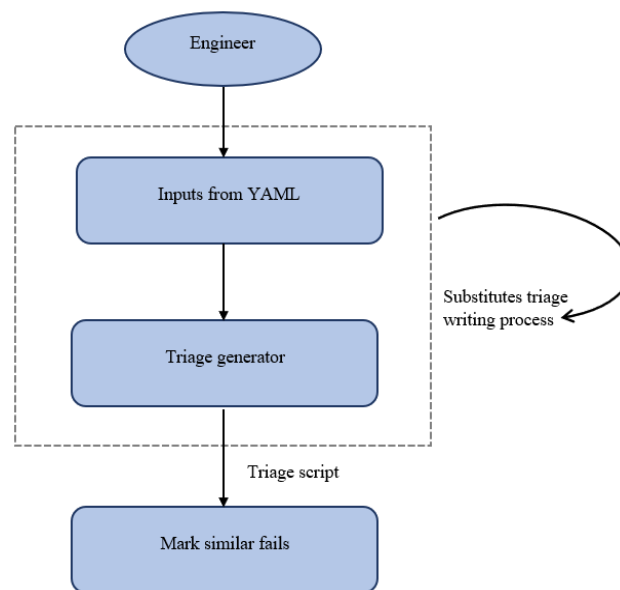 Engineer
Inputs from YAML
Substitutes triage
writing process
Triage generator
Triage script
Mark similar fails